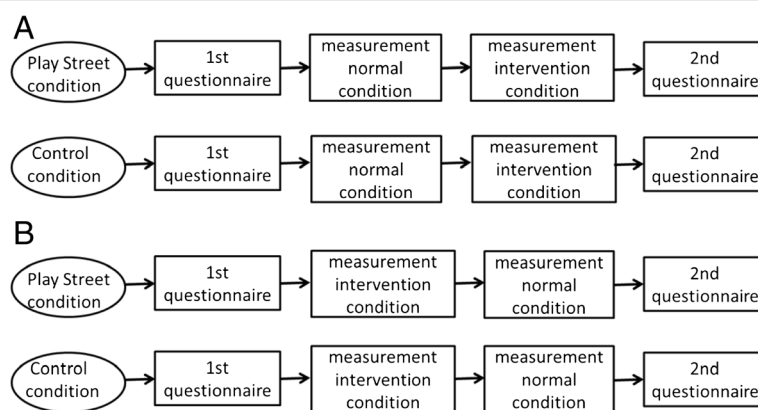 A
Play Street
condition
1st
questionnaire
measurement
normal
condition
measurement
intervention
condition
2nd
questionnaire
Control
condition
1st
questionnaire
measurement
normal
condition
measurement
intervention
condition
2nd
questionnaire
B
Play Street
condition
1st
questionnaire
measurement
intervention
condition
measurement
normal
condition
2nd
questionnaire
Control
condition
1st
questionnaire
measurement
intervention
condition
measurement
normal
condition
2nd
questionnaire